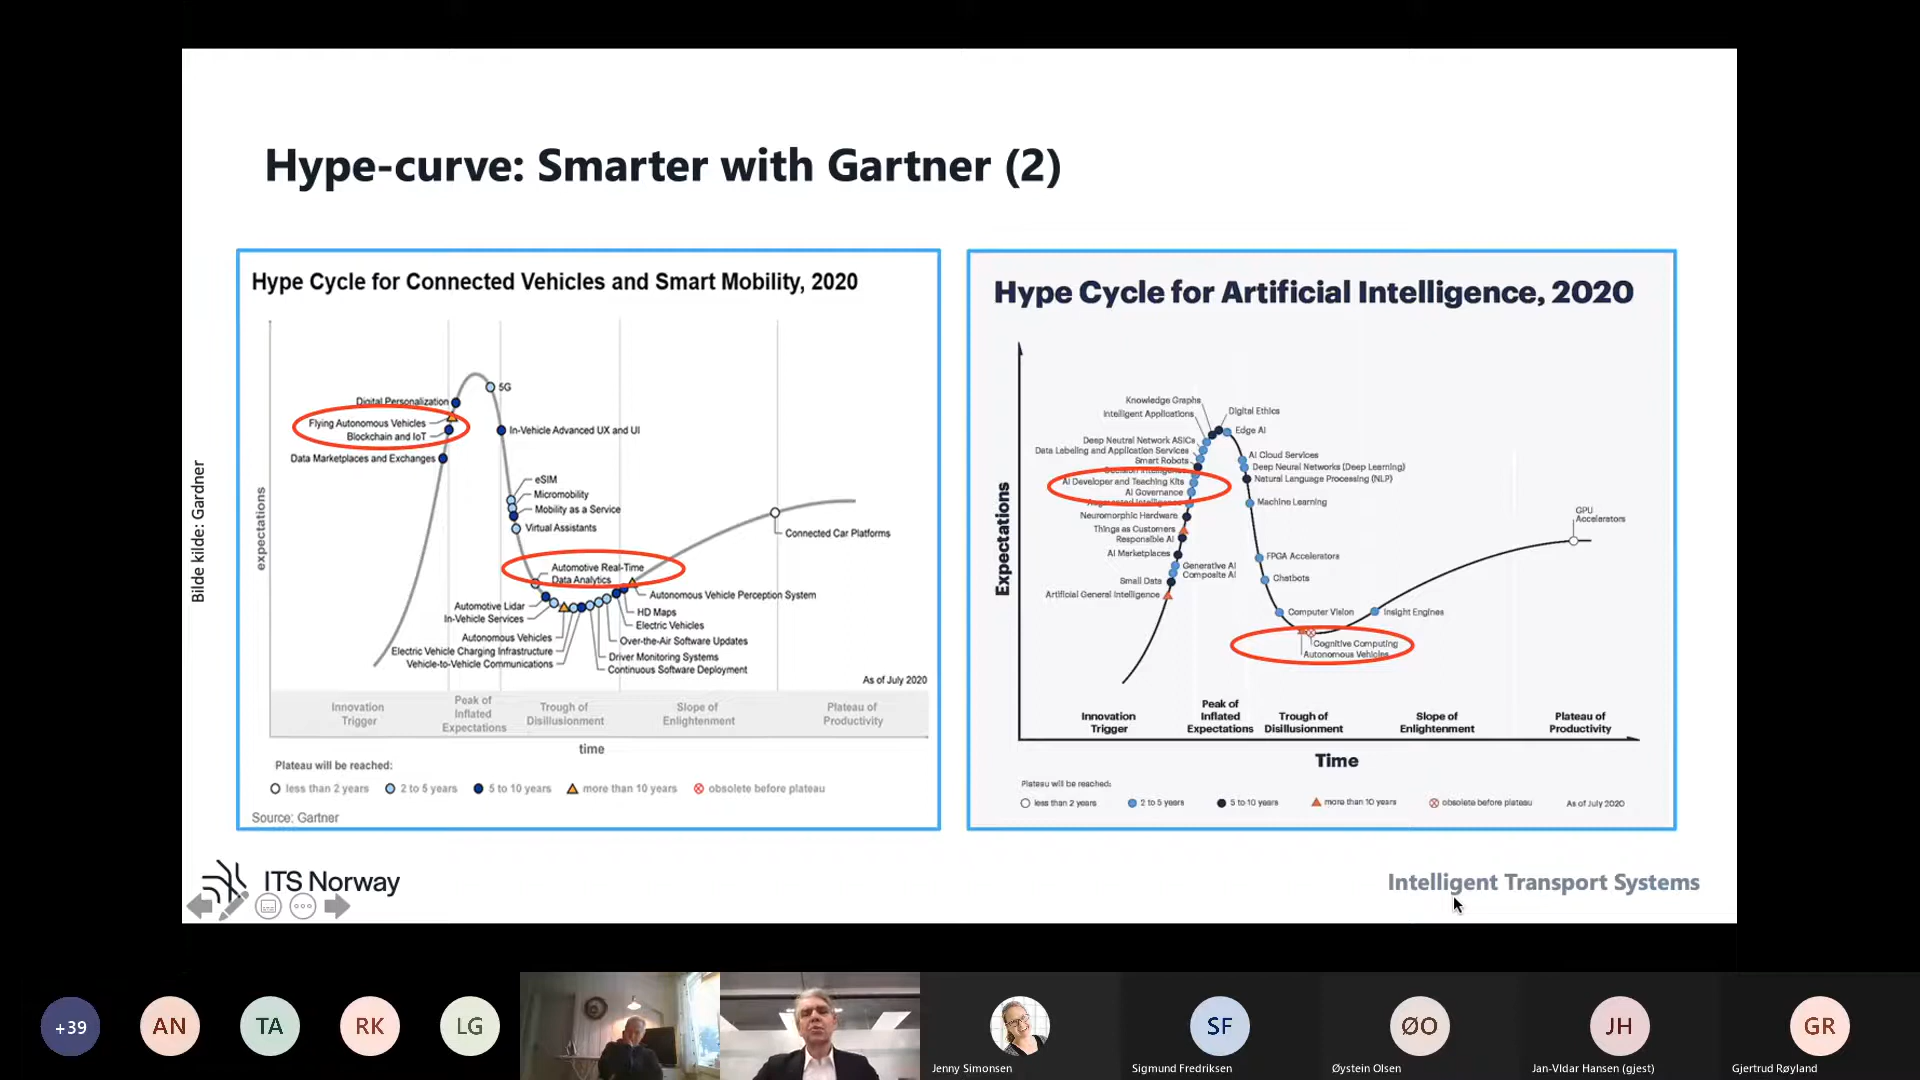 Hype-curve: Smarter with Gartner (2)
Bilde kilde: Gardner
Hype Cycle for Connected Vehicles and Smart Mobility, 2020
expectations
5G
Digital Personalization
Flying Autonomous Vehicles
Blockchain and IoT
Data Marketplaces and Exchanges
In-Vehicle Advanced UX and UI
eSIM
Micromobility
Mobility as a Service
Virtual Assistants
Connected Car Platforms
Automotive Real-Time
Data Analytics
Autonomous Vehicle Perception System
Automotive Lidar
HD Maps
In-Vehicle Services
Electric Vehicles
Autonomous Vehicles
Over-the-Air Software Updates
Electric Vehicle Charging Infrastructure
Driver Monitoring Systems
Vehicle-to-Vehicle Communications
Continuous Software Deployment
As of July 2020
Innovation
Trigger
Peak of
Inflated
Expectations
Trough of
Disillusionment
Slope of
Enlightenment
Plateau of
Productivity
time
Plateau will be reached:
less than 2 years
2 to 5 years
5 to 10 years
more than 10 years
obsolete before plateau
Source: Gartner
Hype Cycle for Artificial Intelligence, 2020
Expectations
Knowledge Graphs
Intelligent Applications
Digital Ethics
Edge AI
Deep Neutral Network ASICs
Data Labeling and Application Services
Smart Robots
Decision Intelligence
AI Developer and Teaching Kits
AI Governance
Augmented Intelligence
Neuromorphic Hardware
Things as Customers
Responsible AI
AI Marketplaces
Generative AI
Composite AI
Small Data
Artificial General Intelligence
AI Cloud Services
Deep Neural Networks (Deep Learning)
Natural Language Processing (NLP)
Machine Learning
GPU
Accelerators
FPGA Accelerators
Chatbots
Computer Vision
Insight Engines
Cognitive Computing
Autonomous Vehicles
Innovation
Trigger
Peak of
Inflated
Expectations
Trough of
Disillusionment
Slope of
Enlightenment
Plateau of
Productivity
Time
Plateau will be reached:
less than 2 years
2 to 5 years
5 to 10 years
more than 10 years
obsolete before plateau
As of July 2020
ITS Norway
Intelligent Transport Systems
+39
AN
TA
RK
LG
SF
ØO
JH
GR
Jenny Simonsen
Sigmund Fredriksen
Øystein Olsen
Jan-VIdar Hansen (gjest)
Gjertrud Røyland